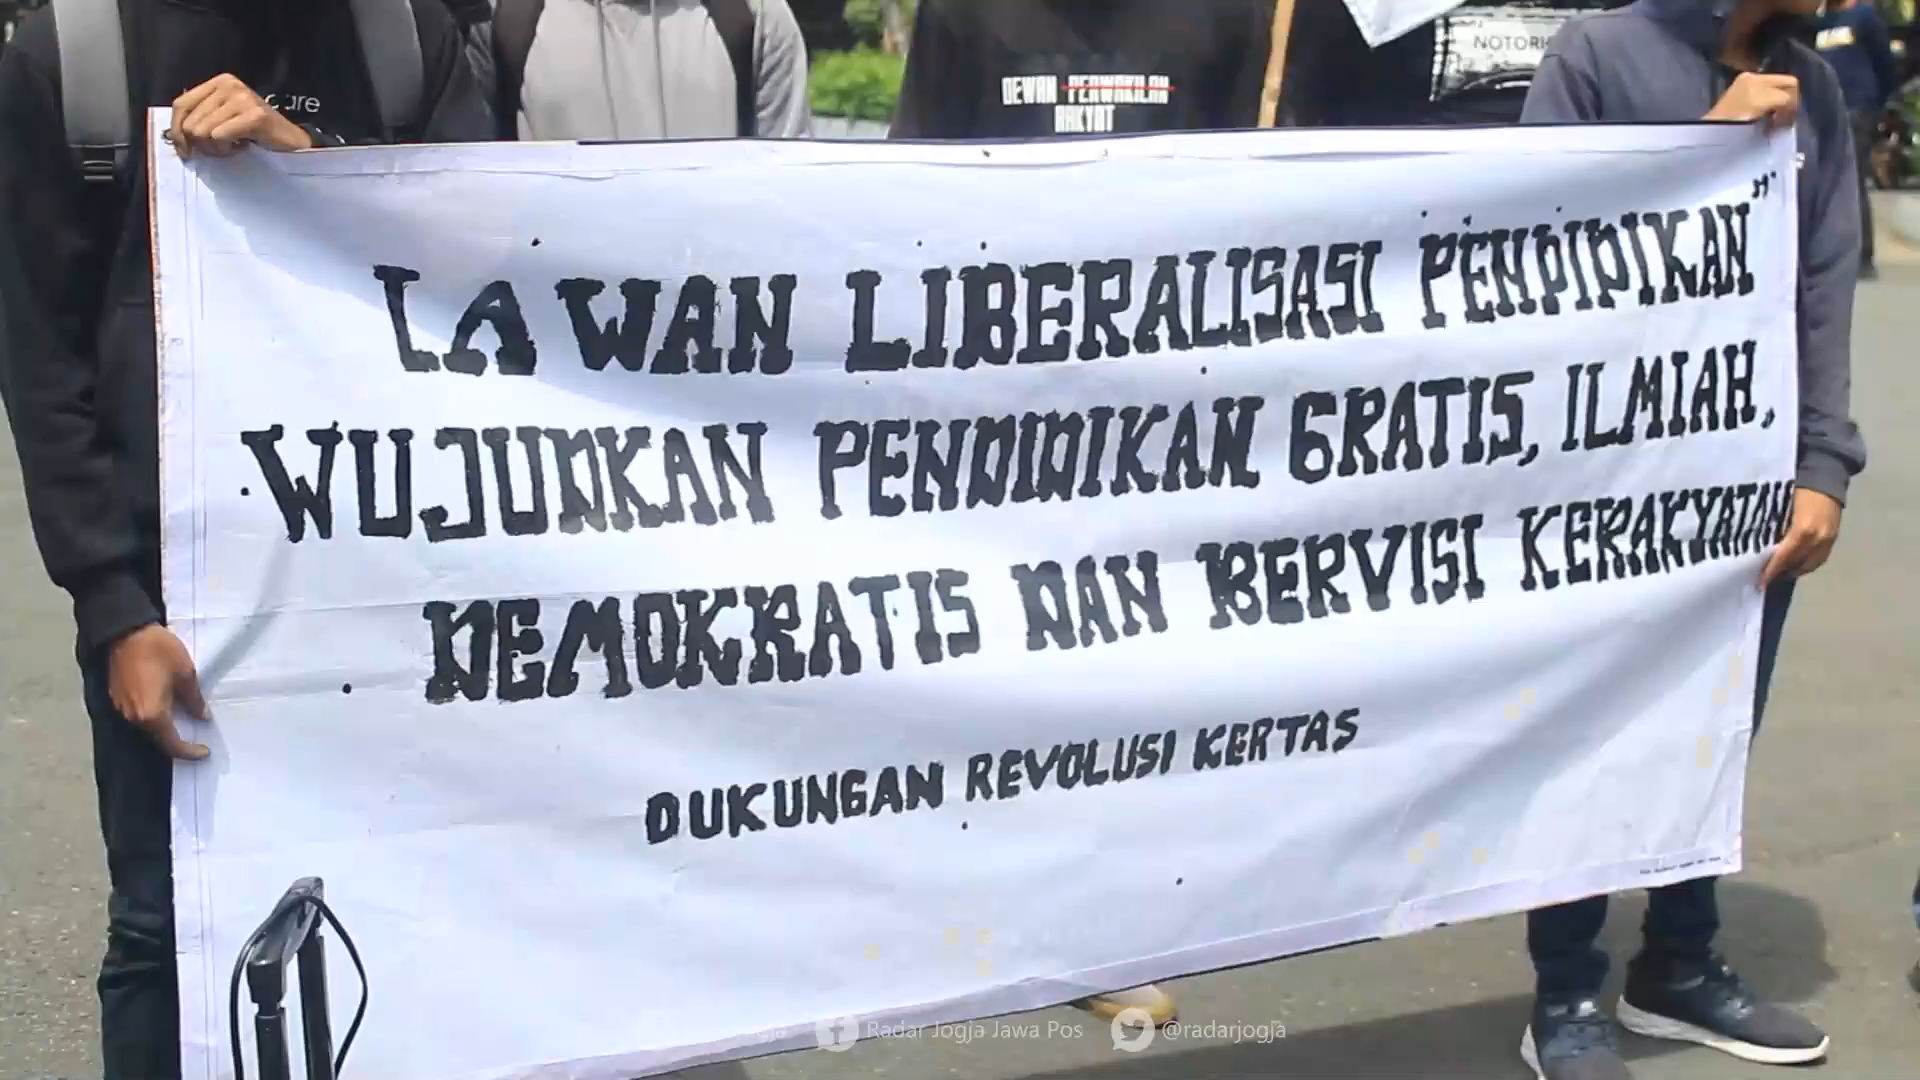 NOTORI
DEWAN PERWAKILAN
RAKYAT
LAWAN LIBERALISASI PENDIDIKAN"
WUJUDKAN PENDIDIKAN GRATIS, ILMIAH,
DEMOKRATIS DAN BERVISI KERAKYATAN
DUKUNGAN REVOLUSI KERTAS
Radar Jogja Jawa Pos @radarjogja